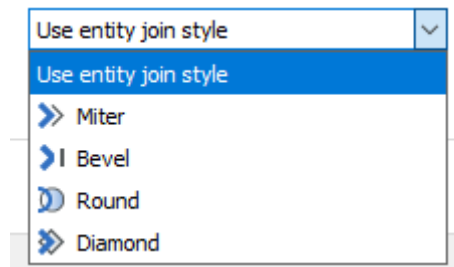 Use entity join style
Use entity join style
Miter
Bevel
Round
Diamond